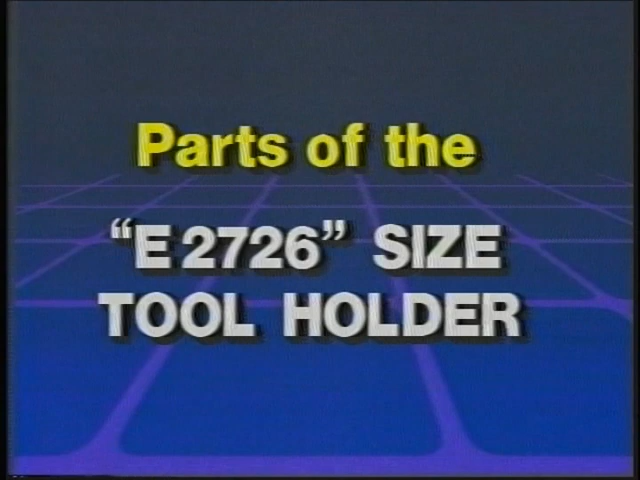 Parts of the
“E 2726” SIZE
TOOL HOLDER